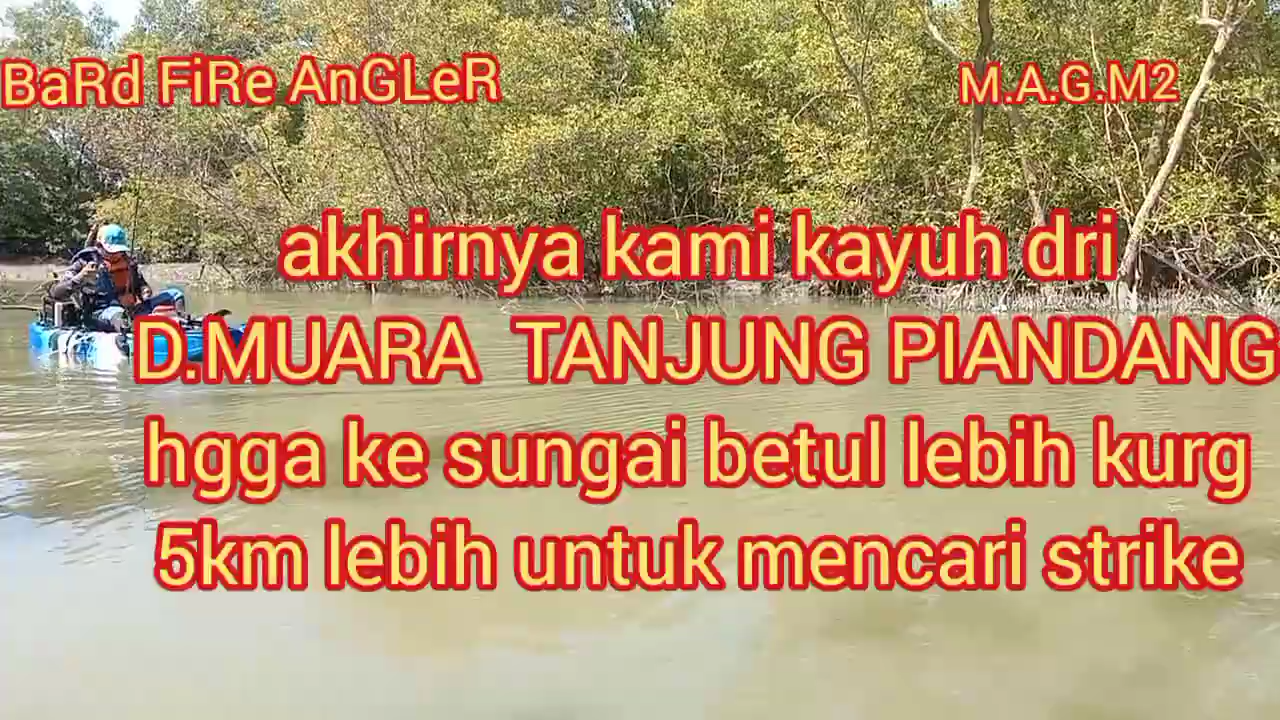 BaRd FiRe AnGLeR
M.A.G.M2
akhirnya kami kayuh dri
D.MUARA TANJUNG PIANDANG
hgga ke sungai betul lebih kurg
5km lebih untuk mencari strike